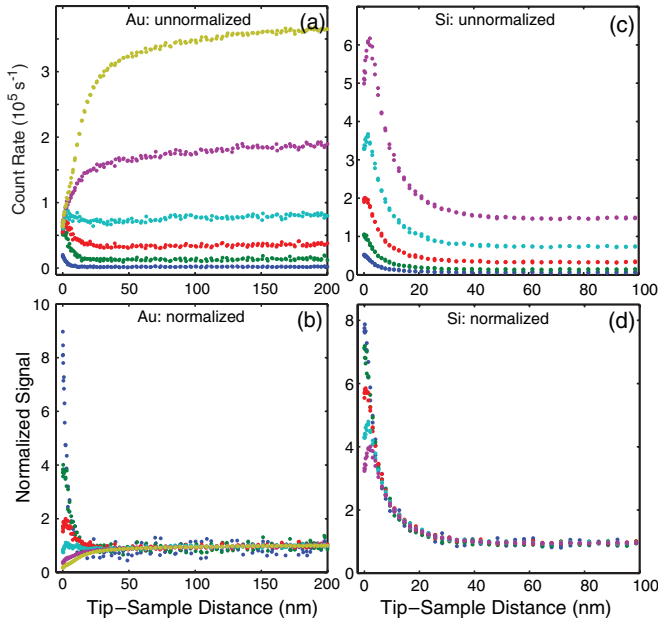 Au: unnormalized (a)
Si: unnormalized (c)
Count Rate (10⁵ s⁻¹)
4
3
2
1
0
0 50 100 150 200
6
5
4
3
2
1
0
0 20 40 60 80 100
Au: normalized (b)
Si: normalized (d)
Normalized Signal
10
8
6
4
2
0
0 50 100 150 200
8
6
4
2
0
0 20 40 60 80 100
Tip–Sample Distance (nm)
Tip–Sample Distance (nm)